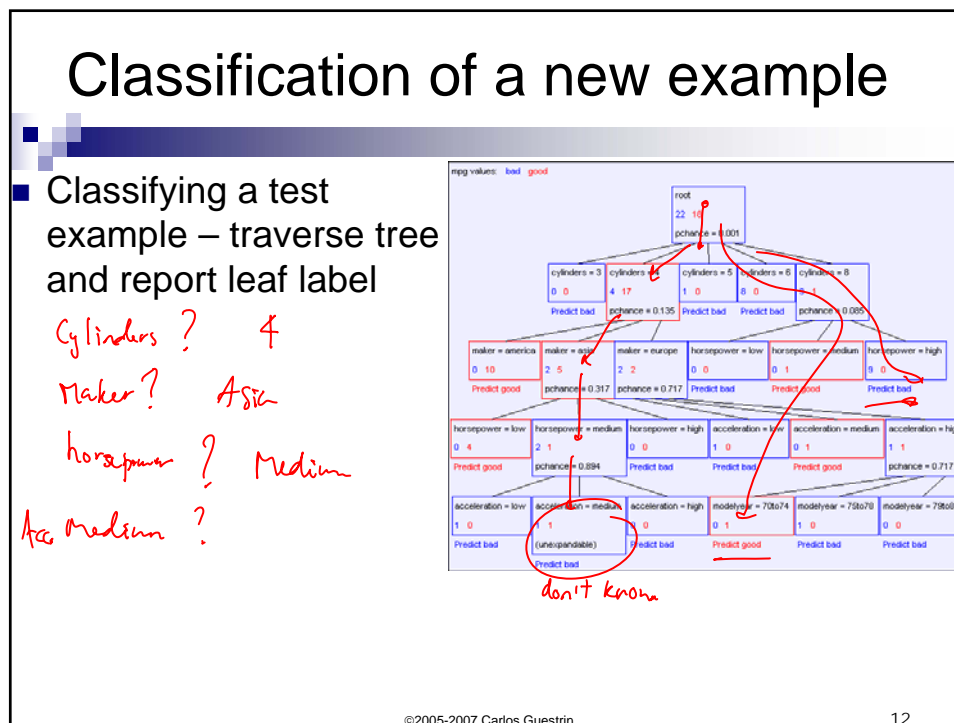 Classification of a new example
Classifying a test
example – traverse tree
and report leaf label
Cylinders ? 4
Maker ? Asia
horsepower ? Medium
Acc Medium ?
mpg values: bad good
root
22 18
pchance = 0.001
cylinders = 3 cylinders = 4 cylinders = 5 cylinders = 6 cylinders = 8
0 0 4 17 1 0 8 0 9 1
Predict bad pchance = 0.135 Predict bad Predict bad pchance = 0.085
maker = america maker = asia maker = europe horsepower = low horsepower = medium horsepower = high
0 10 2 5 2 2 0 0 0 1 9 0
Predict good pchance = 0.317 pchance = 0.717 Predict bad Predict good Predict bad
horsepower = low horsepower = medium horsepower = high acceleration = low acceleration = medium acceleration = hig
0 4 2 1 0 0 1 0 0 1 1 1
Predict good pchance = 0.894 Predict bad Predict bad Predict good pchance = 0.717
acceleration = low acceleration = medium acceleration = high modelyear = 70to74 modelyear = 75to78 modelyear = 79to8
1 0 1 1 0 0 0 1 1 0 0 0
Predict bad (unexpandable) Predict bad Predict good Predict bad Predict bad
Predict bad
don't know
©2005-2007 Carlos Guestrin 12